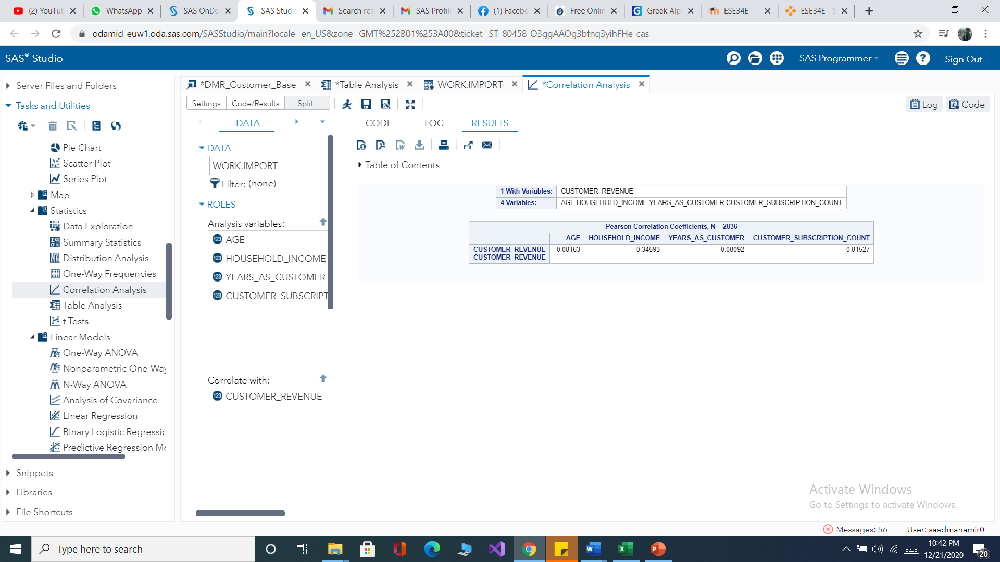 (2) YouTub
WhatsApp
SAS OnDe
SAS Studio
Search res
SAS Profile
(1) Facebo
Free Onlin
Greek Alp
ESE34E
ESE34E - S
odamid-euw1.oda.sas.com/SASStudio/main?locale=en_US&zone=GMT%252B01%253A00&ticket=ST-80458-O3ggAAOg3bfnq3yihFHe-cas
SAS® Studio
SAS Programmer
Sign Out
Server Files and Folders
Tasks and Utilities
Pie Chart
Scatter Plot
Series Plot
Map
Statistics
Data Exploration
Summary Statistics
Distribution Analysis
One-Way Frequencies
Correlation Analysis
Table Analysis
t Tests
Linear Models
One-Way ANOVA
Nonparametric One-Way
N-Way ANOVA
Analysis of Covariance
Linear Regression
Binary Logistic Regressic
Predictive Regression Mo
Snippets
Libraries
File Shortcuts
*DMR_Customer_Base
*Table Analysis
WORK.IMPORT
*Correlation Analysis
Settings
Code/Results
Split
Log
Code
DATA
DATA
WORK.IMPORT
Filter: (none)
ROLES
Analysis variables:
123 AGE
123 HOUSEHOLD_INCOME
123 YEARS_AS_CUSTOMER
123 CUSTOMER_SUBSCRIPT
Correlate with:
123 CUSTOMER_REVENUE
CODE
LOG
RESULTS
Table of Contents
1 With Variables: CUSTOMER_REVENUE
4 Variables: AGE HOUSEHOLD_INCOME YEARS_AS_CUSTOMER CUSTOMER_SUBSCRIPTION_COUNT
Pearson Correlation Coefficients, N = 2836
AGE HOUSEHOLD_INCOME YEARS_AS_CUSTOMER CUSTOMER_SUBSCRIPTION_COUNT
CUSTOMER_REVENUE -0.08163 0.34593 -0.08092 0.81527
CUSTOMER_REVENUE
Activate Windows
Go to Settings to activate Windows.
Messages: 56
User: saadmanamir0
Type here to search
10:42 PM
12/21/2020
20